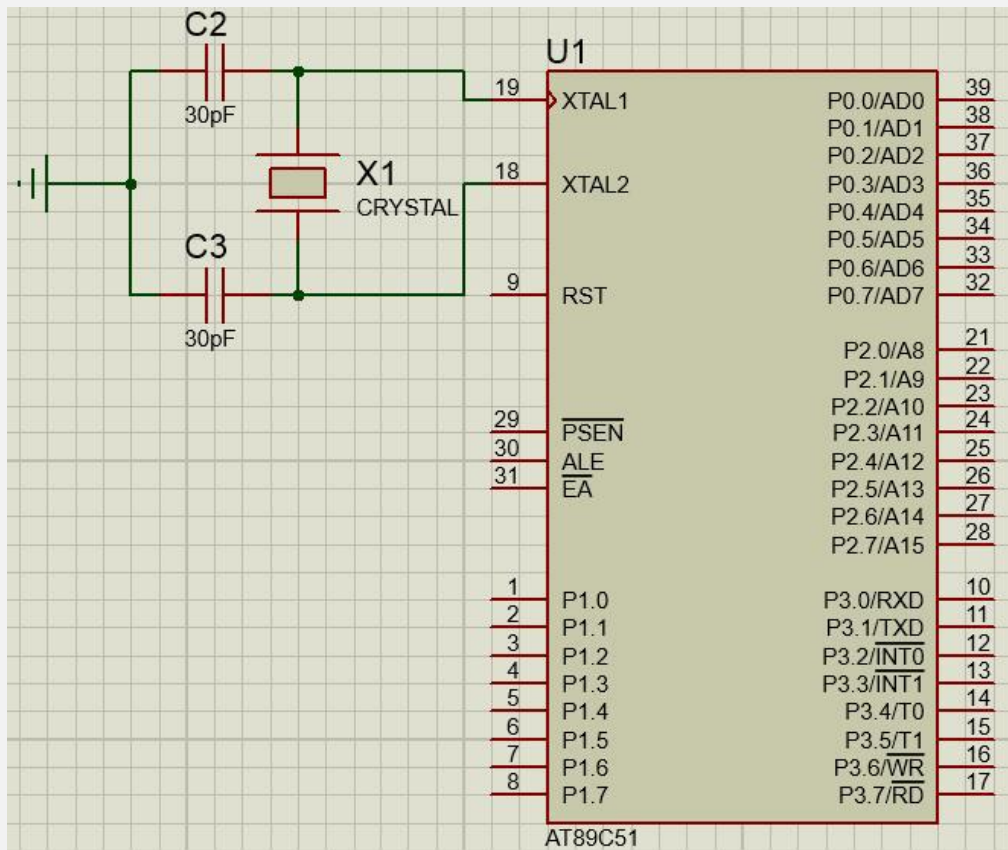 C2
30pF
X1
CRYSTAL
C3
30pF
U1
19 XTAL1 P0.0/AD0 39
P0.1/AD1 38
P0.2/AD2 37
18 XTAL2 P0.3/AD3 36
P0.4/AD4 35
P0.5/AD5 34
P0.6/AD6 33
9 RST P0.7/AD7 32
P2.0/A8 21
P2.1/A9 22
P2.2/A10 23
29 PSEN P2.3/A11 24
30 ALE P2.4/A12 25
31 EA P2.5/A13 26
P2.6/A14 27
P2.7/A15 28
1 P1.0 P3.0/RXD 10
2 P1.1 P3.1/TXD 11
3 P1.2 P3.2/INT0 12
4 P1.3 P3.3/INT1 13
5 P1.4 P3.4/T0 14
6 P1.5 P3.5/T1 15
7 P1.6 P3.6/WR 16
8 P1.7 P3.7/RD 17
AT89C51